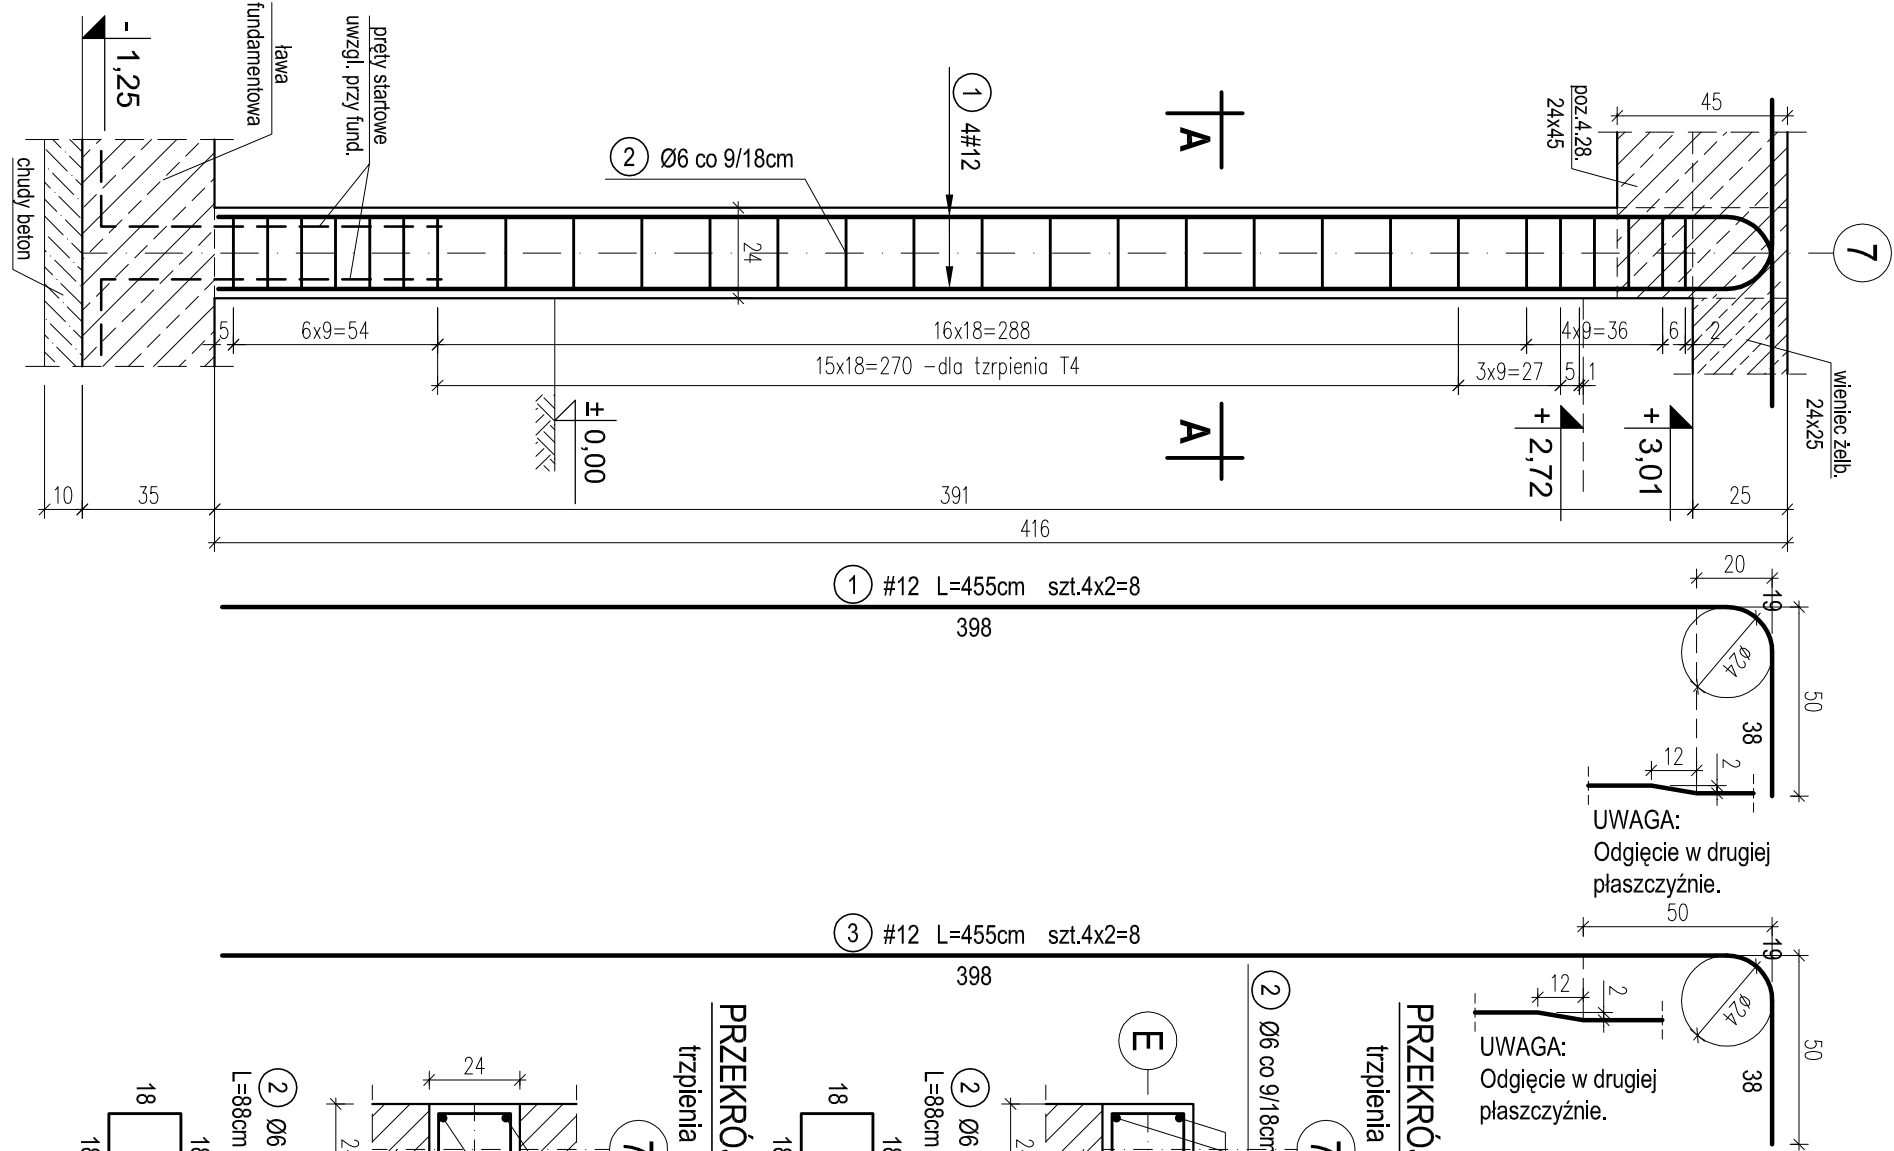 - 1,25
ława
fundamentowa
pręty startowe
uwzgl. przy fund.
chudy beton
2 Ø6 co 9/18cm
1 4#12
A
poz.4.28.
24x45
45
7
24
5
6x9=54
16x18=288
4x9=36
6
2
15x18=270 -dla tzrpienia T4
3x9=27
5
1
wieniec żelb.
24x25
± 0,00
A
+ 2,72
+ 3,01
10
35
391
25
416
1 #12 L=455cm szt.4x2=8
398
20
19
Ø24
50
38
12
2
UWAGA:
Odgięcie w drugiej
płaszczyźnie.
3 #12 L=455cm szt.4x2=8
398
50
19
Ø24
50
38
12
2
UWAGA:
Odgięcie w drugiej
płaszczyźnie.
PRZEKRÓ
trzpienia
24
7
2 Ø6
L=88cm
18
18
PRZEKRÓ
trzpienia
2 Ø6 co 9/18cm
E
7
2 Ø6
L=88cm
18
18